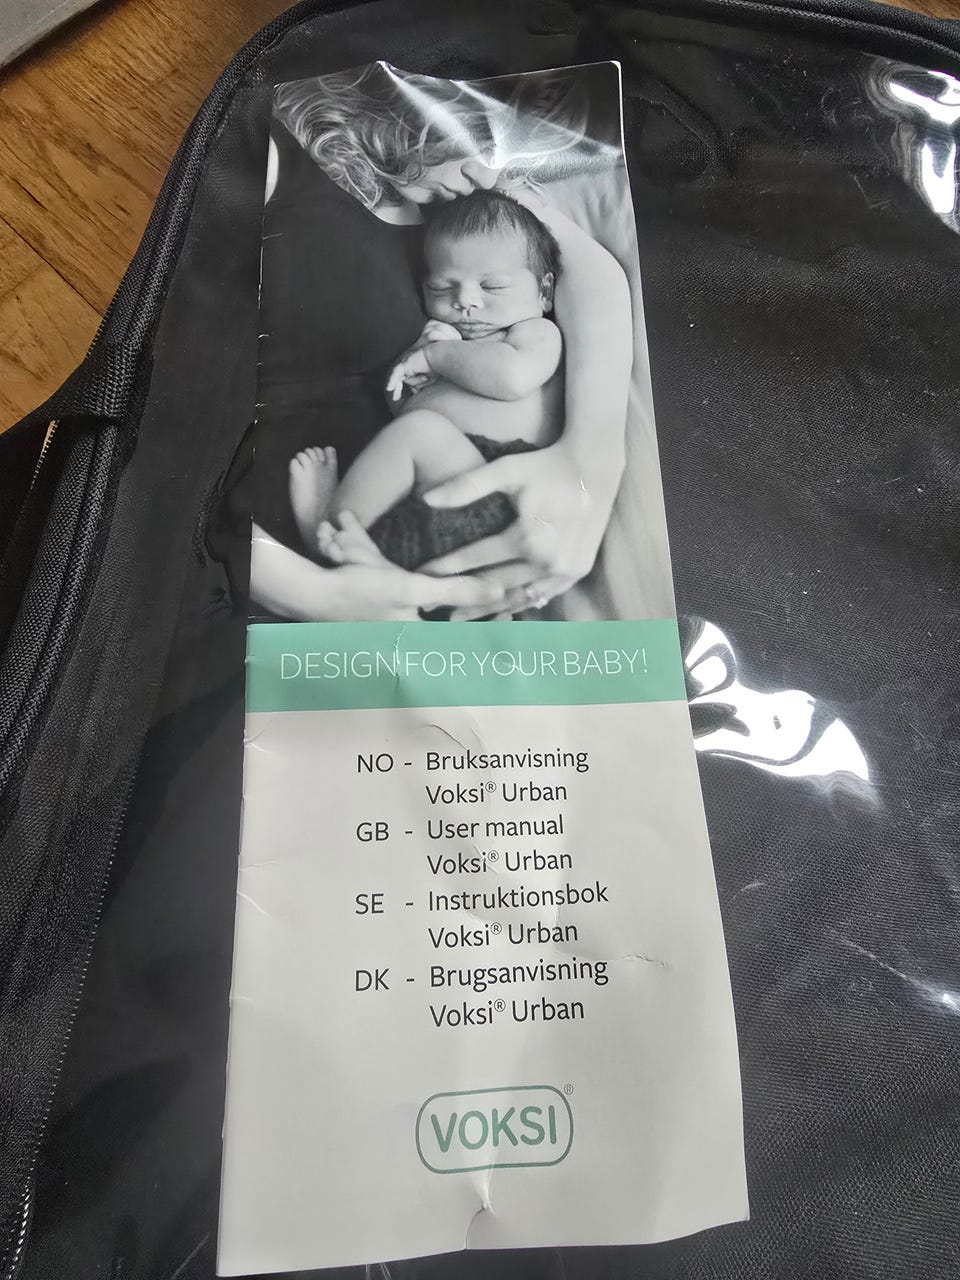 DESIGN FOR YOUR BABY!
NO - Bruksanvisning
Voksi® Urban
GB - User manual
Voksi® Urban
SE - Instruktionsbok
Voksi® Urban
DK - Brugsanvisning
Voksi® Urban
VOKSI®